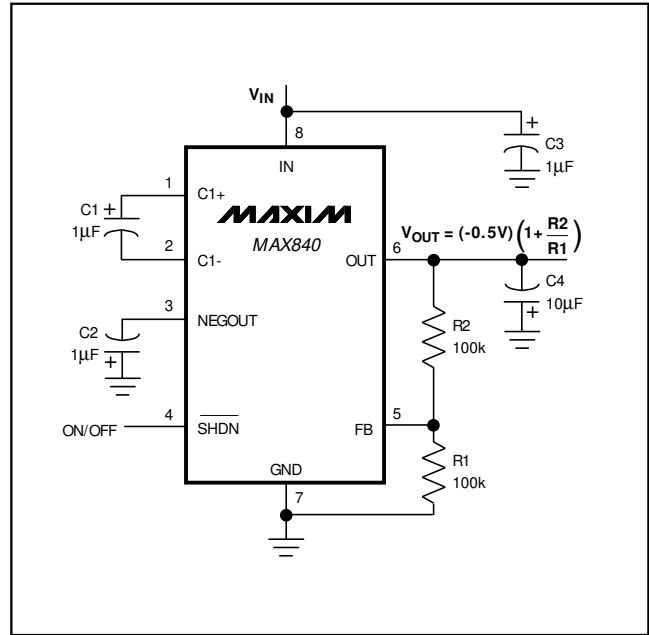 VIN
8
IN
C3
1µF
1
C1+
C1
1µF
MAXIM
MAX840
2
C1-
6
OUT
VOUT = (-0.5V) (1+ R2/R1)
C4
10µF
3
NEGOUT
C2
1µF
R2
100k
4
SHDN
ON/OFF
5
FB
R1
100k
GND
7